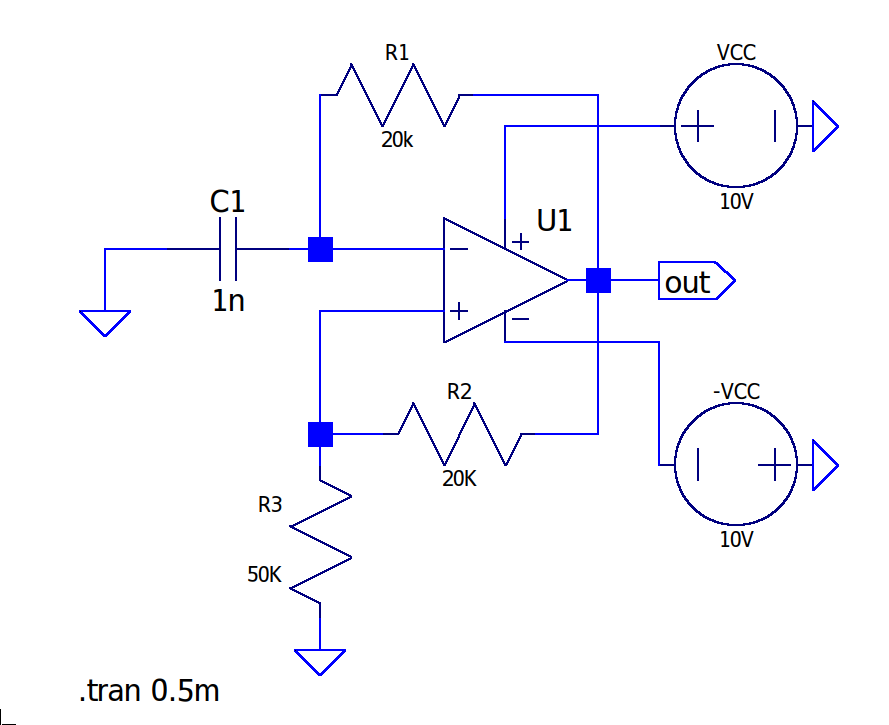 R1
VCC
20k
C1
10V
U1
1n
out
R2
-VCC
20K
R3
10V
50K
.tran 0.5m